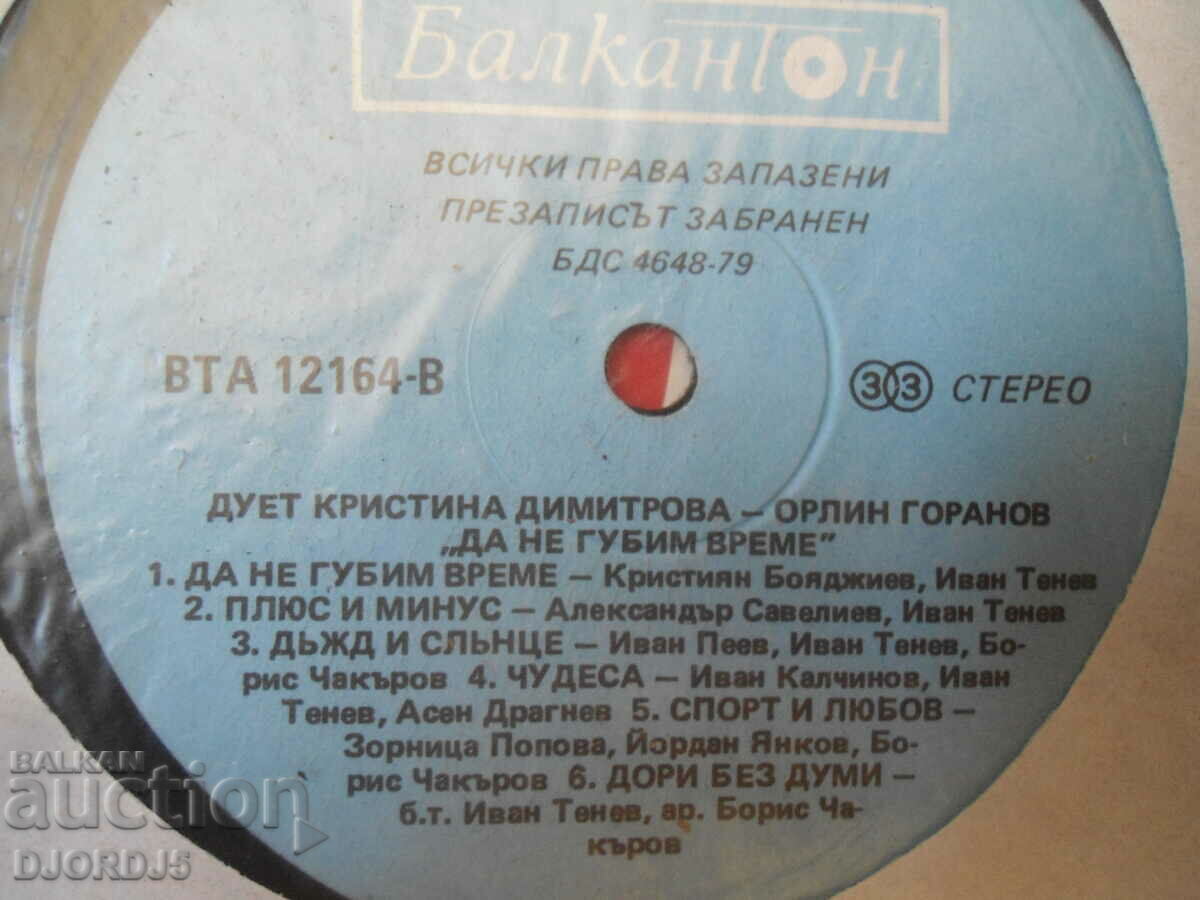 Балкантон
ВСИЧКИ ПРАВА ЗАПАЗЕНИ
ПРЕЗАПИСЪТ ЗАБРАНЕН
БДС 4648-79
ВТА 12164-В
33 СТЕРЕО
ДУЕТ КРИСТИНА ДИМИТРОВА – ОРЛИН ГОРАНОВ
„ДА НЕ ГУБИМ ВРЕМЕ”
1. ДА НЕ ГУБИМ ВРЕМЕ – Кристиян Бояджиев, Иван Тенев
2. ПЛЮС И МИНУС – Александър Савелиев, Иван Тенев
3. ДЪЖД И СЛЪНЦЕ – Иван Пеев, Иван Тенев, Бо-
рис Чакъров 4. ЧУДЕСА – Иван Калчинов, Иван
Тенев, Асен Драгнев 5. СПОРТ И ЛЮБОВ –
Зорница Попова, Йордан Янков, Бо-
рис Чакъров 6. ДОРИ БЕЗ ДУМИ –
б.т. Иван Тенев, ар. Борис Ча-
къров
BALKAN
auction
DJORDJ5